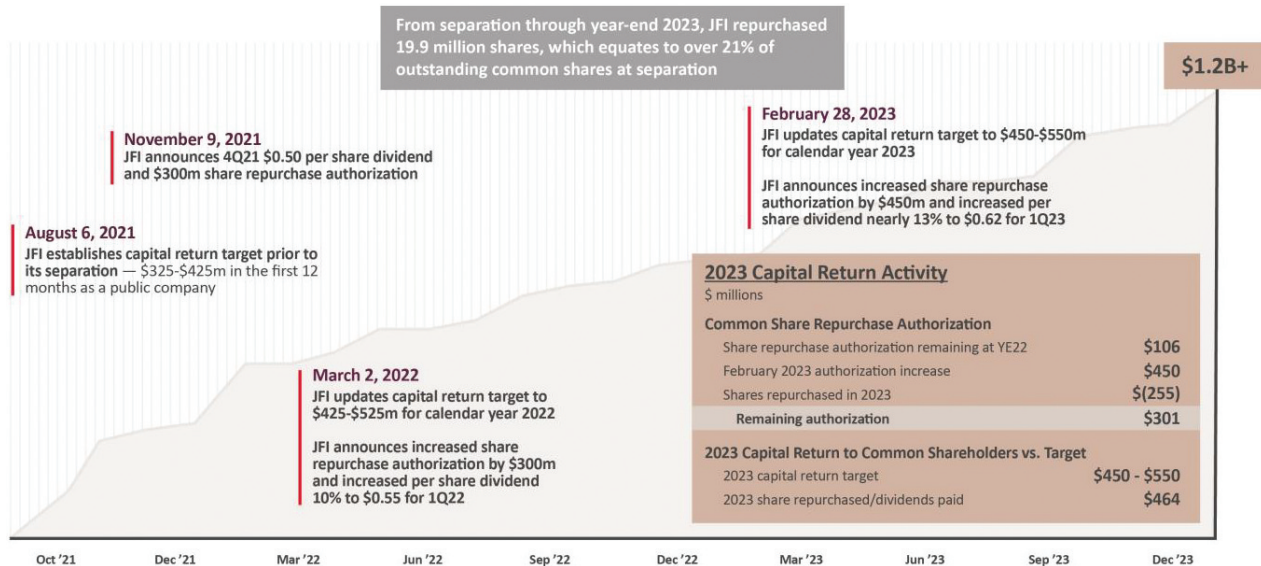 From separation through year-end 2023, JFI repurchased
19.9 million shares, which equates to over 21% of
outstanding common shares at separation
$1.2B+
November 9, 2021
JFI announces 4Q21 $0.50 per share dividend
and $300m share repurchase authorization
February 28, 2023
JFI updates capital return target to $450-$550m
for calendar year 2023
JFI announces increased share repurchase
authorization by $450m and increased per
share dividend nearly 13% to $0.62 for 1Q23
August 6, 2021
JFI establishes capital return target prior to
its separation — $325-$425m in the first 12
months as a public company
March 2, 2022
JFI updates capital return target to
$425-$525m for calendar year 2022
JFI announces increased share
repurchase authorization by $300m
and increased per share dividend
10% to $0.55 for 1Q22
2023 Capital Return Activity
$ millions
Common Share Repurchase Authorization
Share repurchase authorization remaining at YE22 $106
February 2023 authorization increase $450
Shares repurchased in 2023 $(255)
Remaining authorization $301
2023 Capital Return to Common Shareholders vs. Target
2023 capital return target $450 - $550
2023 share repurchased/dividends paid $464
Oct '21 Dec '21 Mar '22 Jun '22 Sep '22 Dec '22 Mar '23 Jun '23 Sep '23 Dec '23